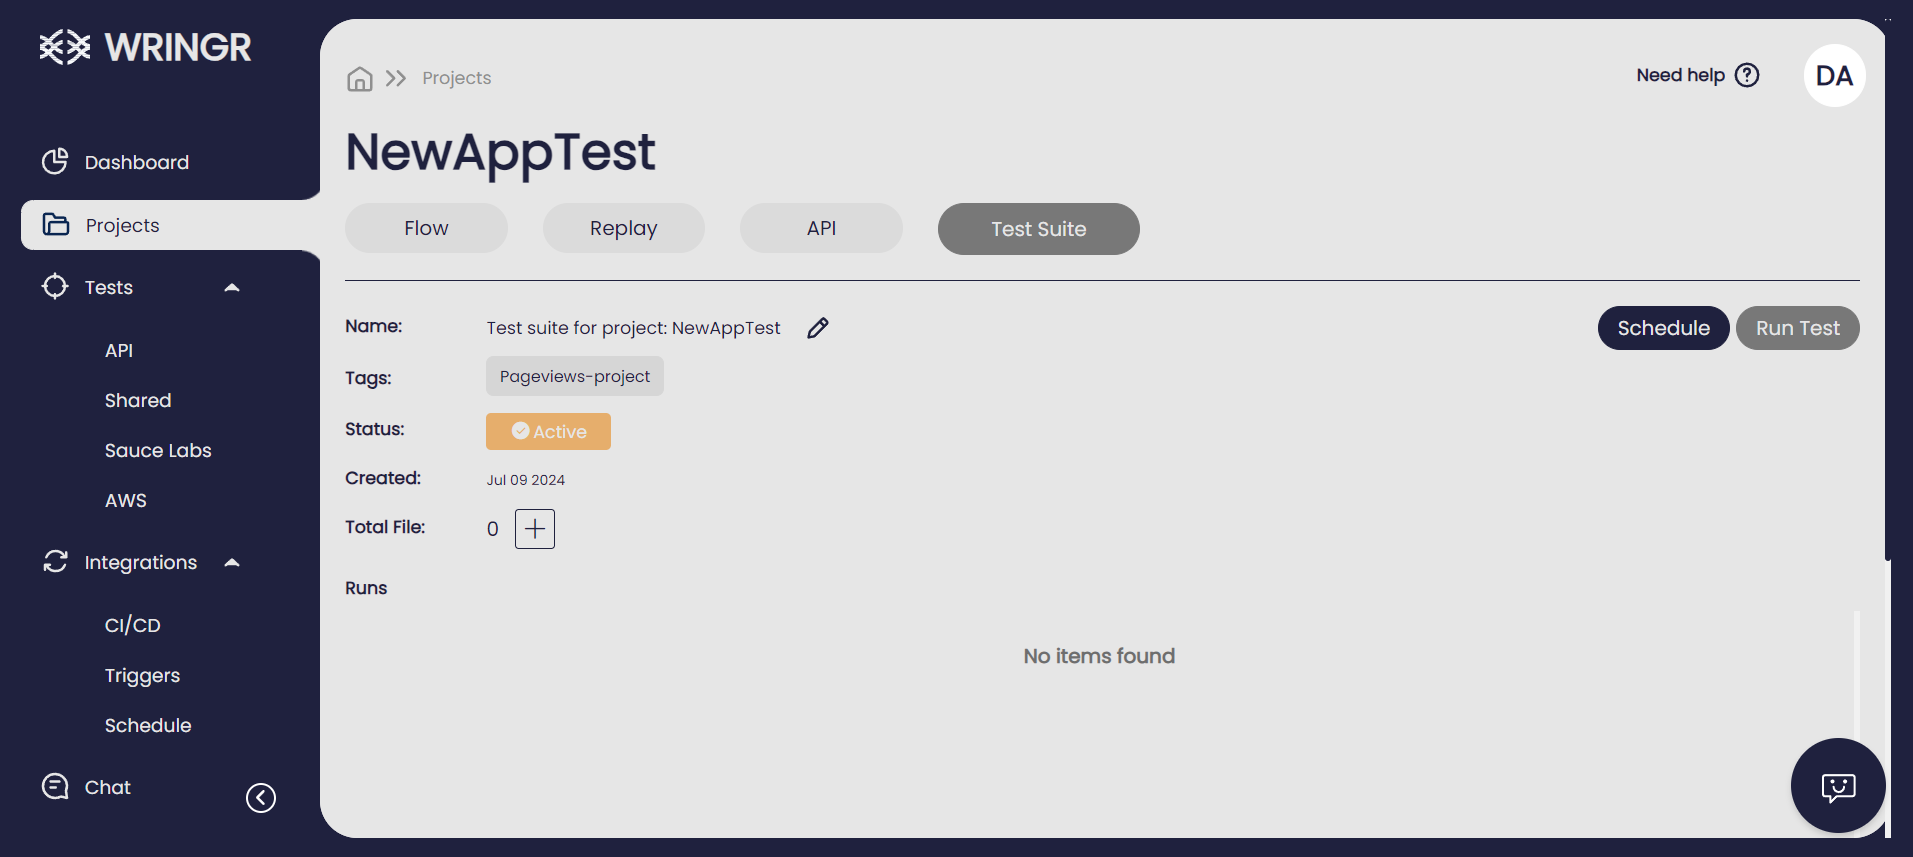 WRINGR
Dashboard
Projects
Tests
API
Shared
Sauce Labs
AWS
Integrations
CI/CD
Triggers
Schedule
Chat
Projects
Need help
DA
NewAppTest
Flow
Replay
API
Test Suite
Name: Test suite for project: NewAppTest
Schedule
Run Test
Tags: Pageviews-project
Status: Active
Created: Jul 09 2024
Total File: 0
Runs
No items found